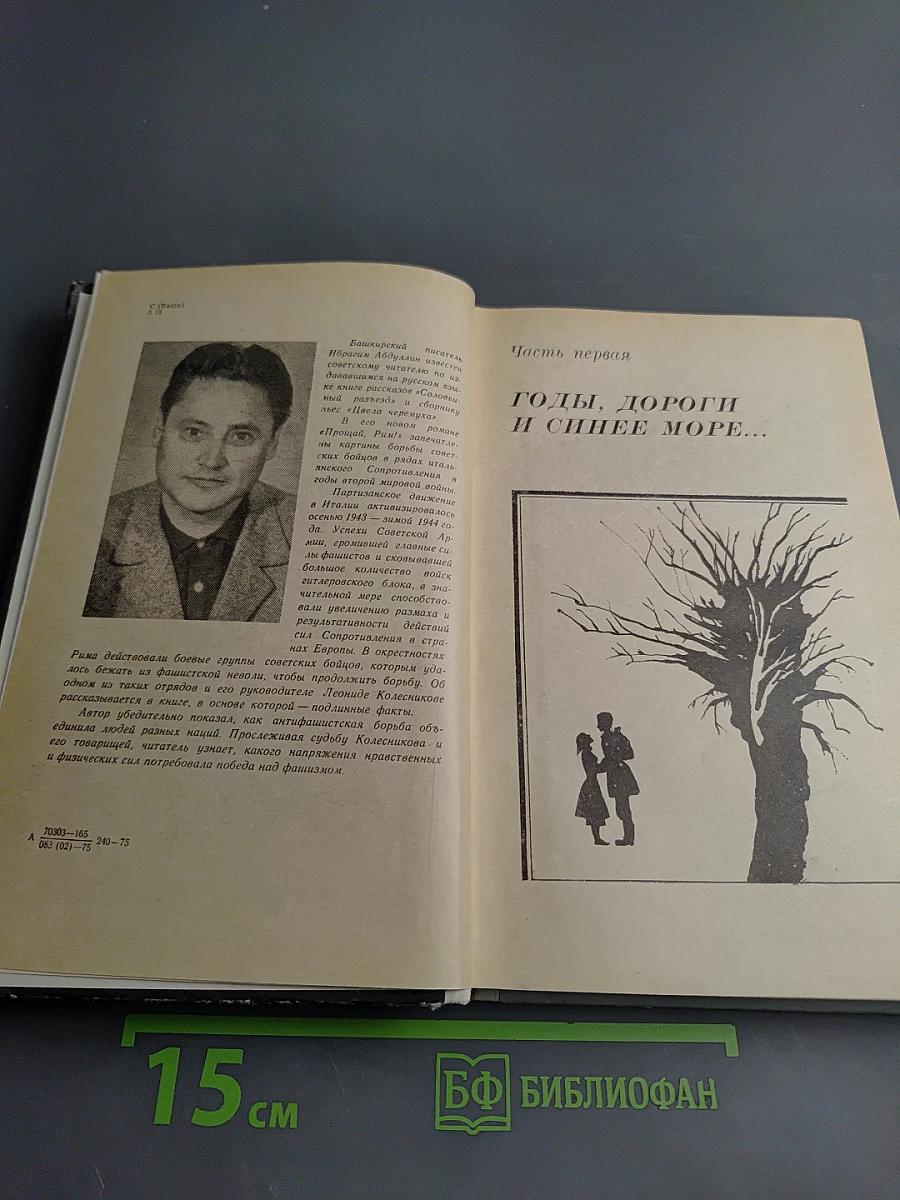 С (Башк)
А 13
Башкирский писатель
Ибрагим Абдуллин известен
советскому читателю по из-
дававшимся на русском язы-
ке книге рассказов «Соловьи-
ный разъезд» и сборнику
пьес «Цвела черемуха».
В его новом романе
«Прощай, Рим!» запечатле-
ны картины борьбы совет-
ских бойцов в рядах италь-
янского Сопротивления в
годы второй мировой войны.
Партизанское движение
в Италии активизировалось
осенью 1943 — зимой 1944 го-
да. Успехи Советской Ар-
мии, громившей главные си-
лы фашистов и сковывавшей
большое количество войск
гитлеровского блока, в зна-
чительной мере способство-
вали увеличению размаха и
результативности действий
сил Сопротивления в стра-
нах Европы. В окрестностях
Рима действовали боевые группы советских бойцов, которым уда-
лось бежать из фашистской неволи, чтобы продолжить борьбу. Об
одном из таких отрядов и его руководителе Леониде Колесникове
рассказывается в книге, в основе которой — подлинные факты.
Автор убедительно показал, как антифашистская борьба объ-
единила людей разных наций. Прослеживая судьбу Колесникова и
его товарищей, читатель узнает, какого напряжения нравственных
и физических сил потребовала победа над фашизмом.
А 70303—165
083 (02)—75 240—75
Часть первая
ГОДЫ, ДОРОГИ
И СИНЕЕ МОРЕ...
15 см
БФ БИБЛИОФАН